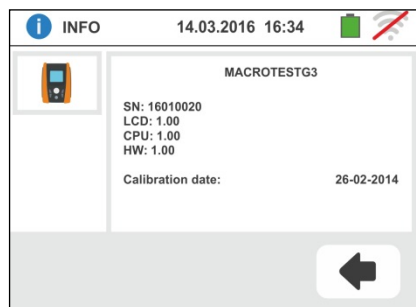 INFO 14.03.2016 16:34
MACROTESTG3
SN: 16010020
LCD: 1.00
CPU: 1.00
HW: 1.00
Calibration date: 26-02-2014